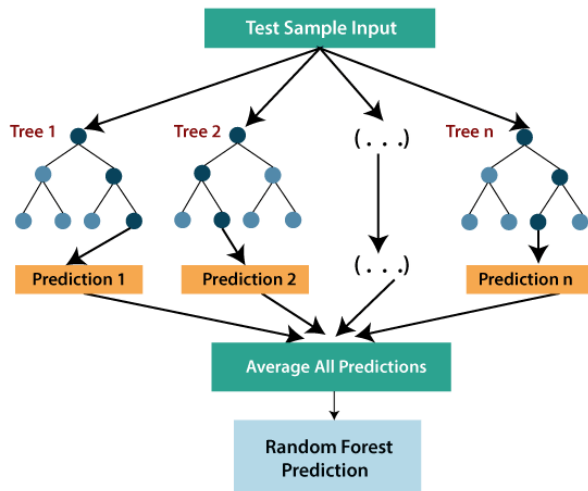 Test Sample Input
Tree 1
Tree 2
(. . .)
Tree n
Prediction 1
Prediction 2
(. . .)
Prediction n
Average All Predictions
Random Forest
Prediction